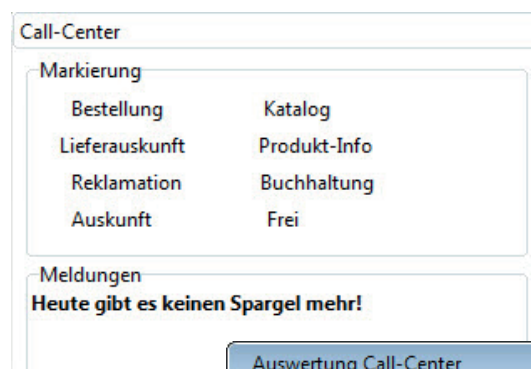 Call-Center
Markierung
Bestellung Katalog
Lieferauskunft Produkt-Info
Reklamation Buchhaltung
Auskunft Frei
Meldungen
Heute gibt es keinen Spargel mehr!
Auswertung Call-Center